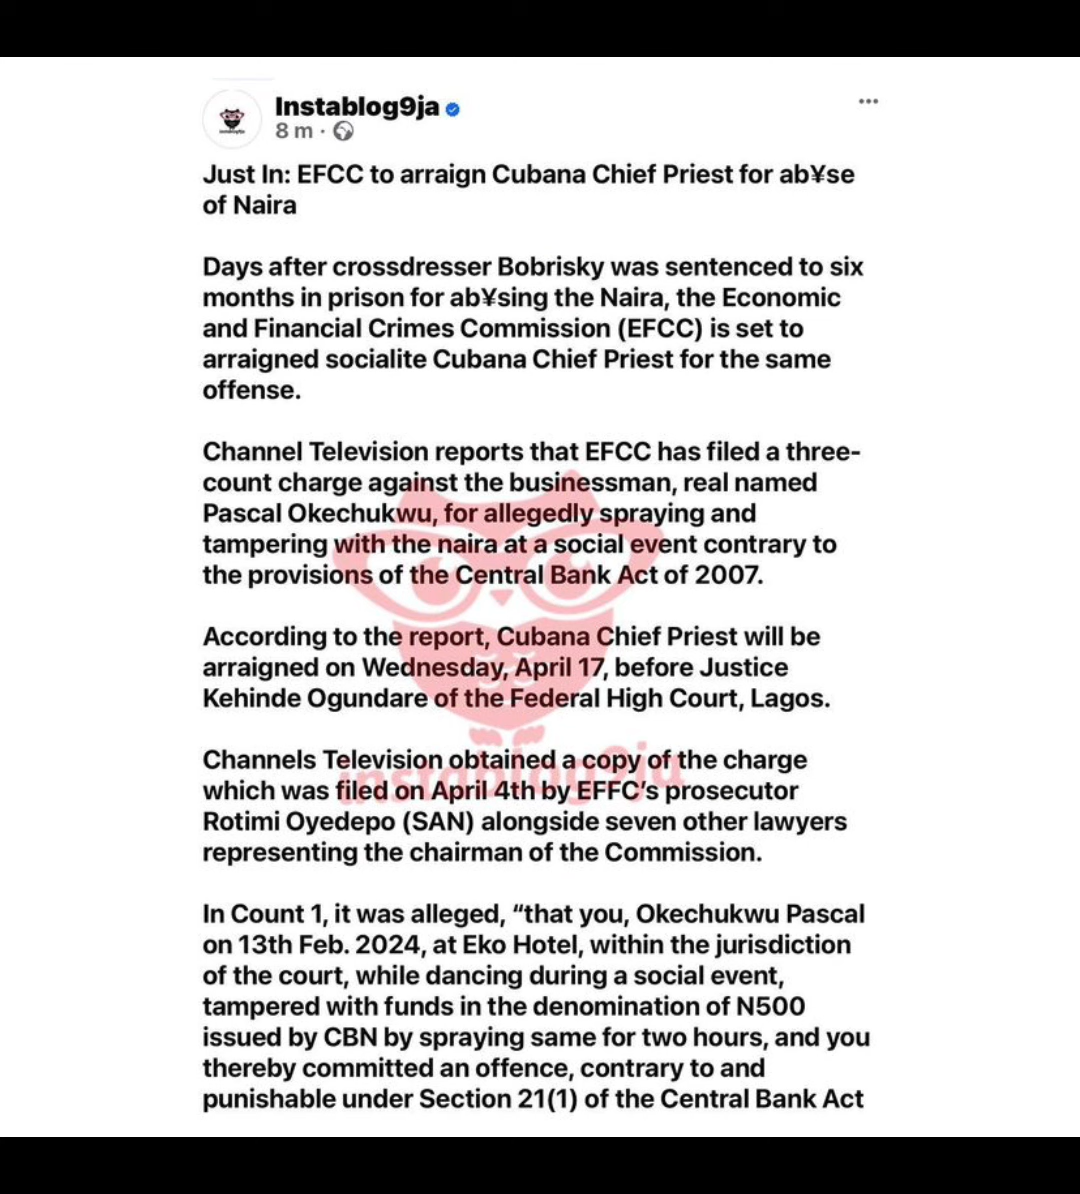 Instablog9ja
8 m ·
Just In: EFCC to arraign Cubana Chief Priest for ab¥se
of Naira
Days after crossdresser Bobrisky was sentenced to six
months in prison for ab¥sing the Naira, the Economic
and Financial Crimes Commission (EFCC) is set to
arraigned socialite Cubana Chief Priest for the same
offense.
Channel Television reports that EFCC has filed a three-
count charge against the businessman, real named
Pascal Okechukwu, for allegedly spraying and
tampering with the naira at a social event contrary to
the provisions of the Central Bank Act of 2007.
According to the report, Cubana Chief Priest will be
arraigned on Wednesday, April 17, before Justice
Kehinde Ogundare of the Federal High Court, Lagos.
Channels Television obtained a copy of the charge
which was filed on April 4th by EFFC's prosecutor
Rotimi Oyedepo (SAN) alongside seven other lawyers
representing the chairman of the Commission.
In Count 1, it was alleged, “that you, Okechukwu Pascal
on 13th Feb. 2024, at Eko Hotel, within the jurisdiction
of the court, while dancing during a social event,
tampered with funds in the denomination of N500
issued by CBN by spraying same for two hours, and you
thereby committed an offence, contrary to and
punishable under Section 21(1) of the Central Bank Act
instablog9ja